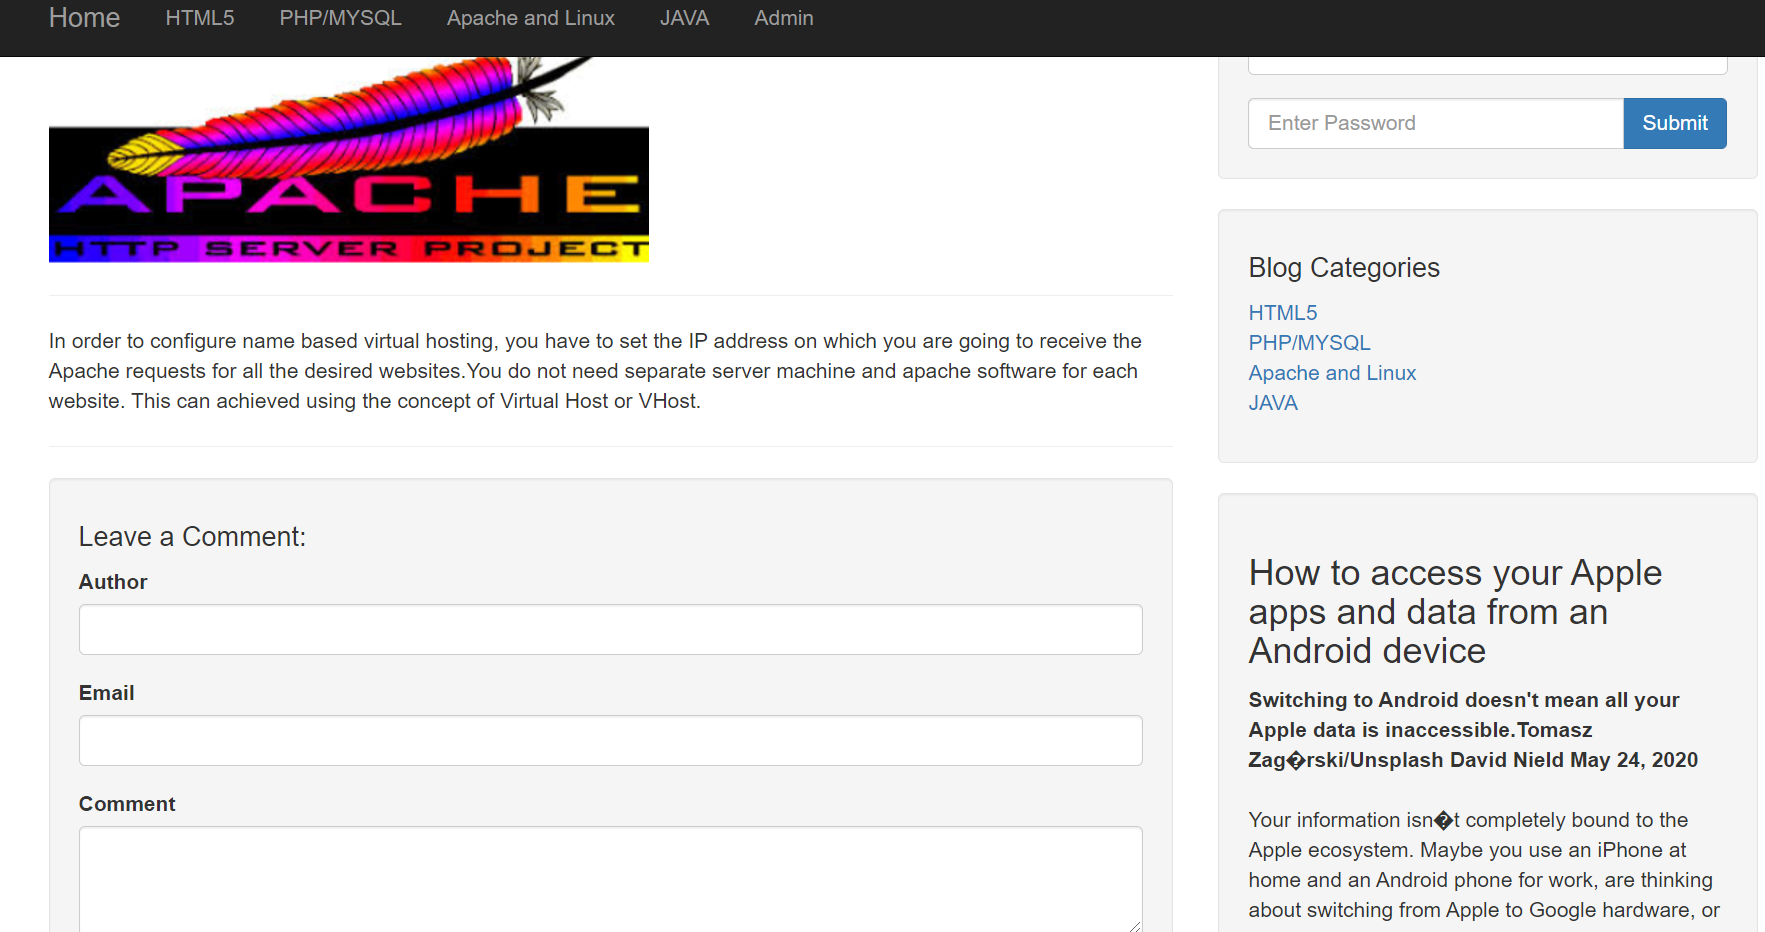 Home HTML5 PHP/MYSQL Apache and Linux JAVA Admin
APACHE
HTTP SERVER PROJECT
In order to configure name based virtual hosting, you have to set the IP address on which you are going to receive the
Apache requests for all the desired websites.You do not need separate server machine and apache software for each
website. This can achieved using the concept of Virtual Host or VHost.
Leave a Comment:
Author
Email
Comment
Enter Password Submit
Blog Categories
HTML5
PHP/MYSQL
Apache and Linux
JAVA
How to access your Apple
apps and data from an
Android device
Switching to Android doesn't mean all your
Apple data is inaccessible.Tomasz
Zag�rski/Unsplash David Nield May 24, 2020
Your information isn�t completely bound to the
Apple ecosystem. Maybe you use an iPhone at
home and an Android phone for work, are thinking
about switching from Apple to Google hardware, or